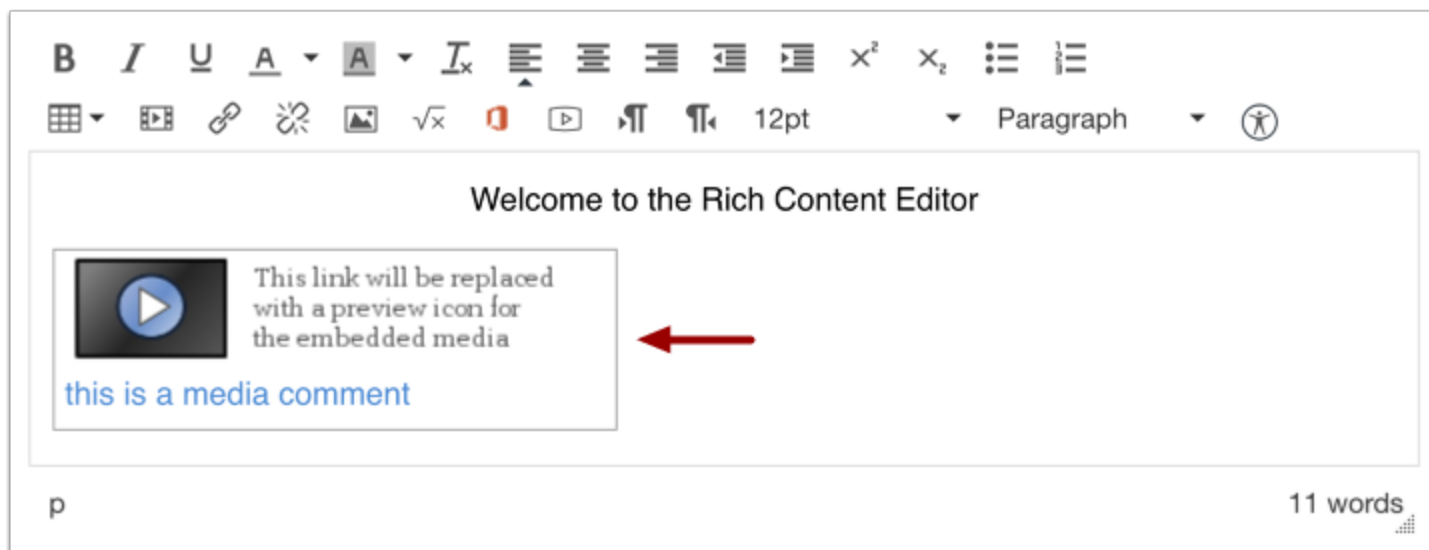 B I U A A Tx x² x₂
√x 12pt Paragraph
Welcome to the Rich Content Editor
This link will be replaced
with a preview icon for
the embedded media
this is a media comment
p 11 words